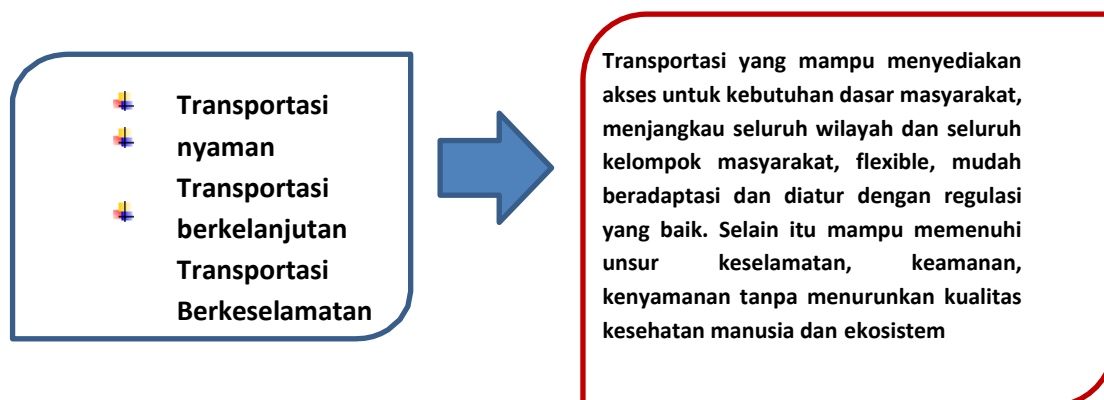 Transportasi
nyaman
Transportasi
berkelanjutan
Transportasi
Berkeselamatan
Transportasi yang mampu menyediakan
akses untuk kebutuhan dasar masyarakat,
menjangkau seluruh wilayah dan seluruh
kelompok masyarakat, flexible, mudah
beradaptasi dan diatur dengan regulasi
yang baik. Selain itu mampu memenuhi
unsur keselamatan, keamanan,
kenyamanan tanpa menurunkan kualitas
kesehatan manusia dan ekosistem